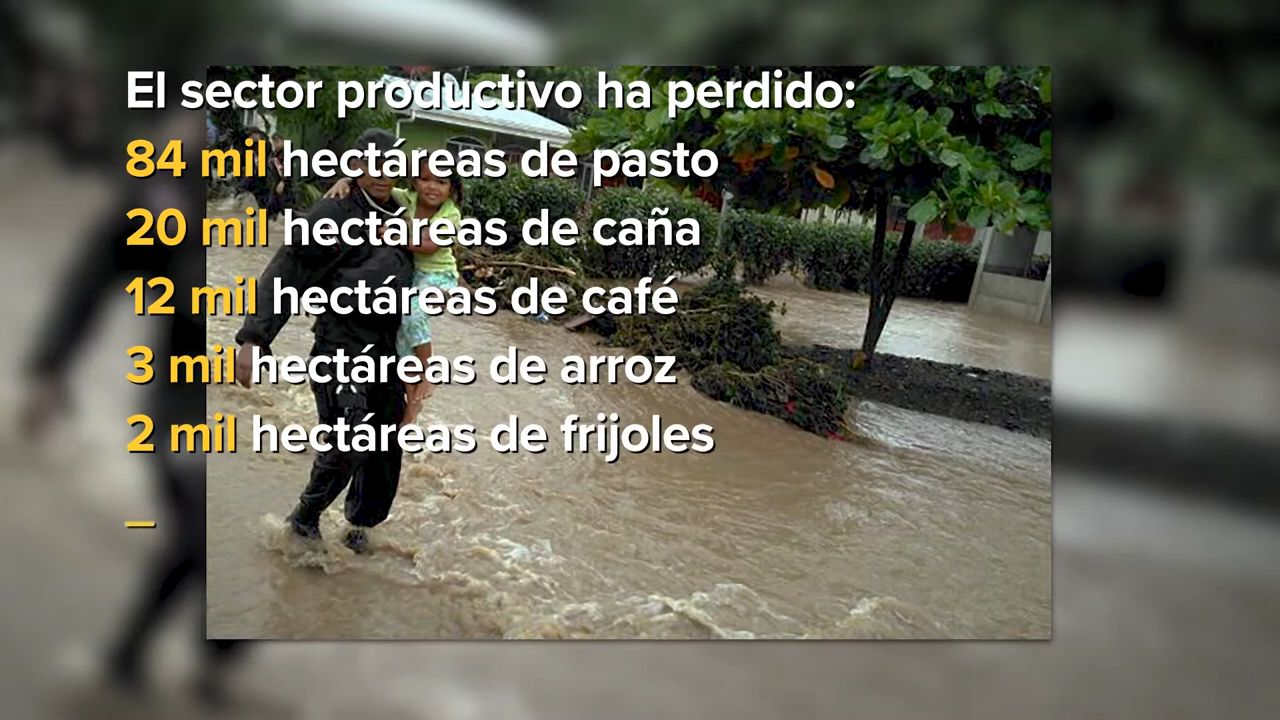 El sector productivo ha perdido:
84 mil hectáreas de pasto
20 mil hectáreas de caña
12 mil hectáreas de café
3 mil hectáreas de arroz
2 mil hectáreas de frijoles
_